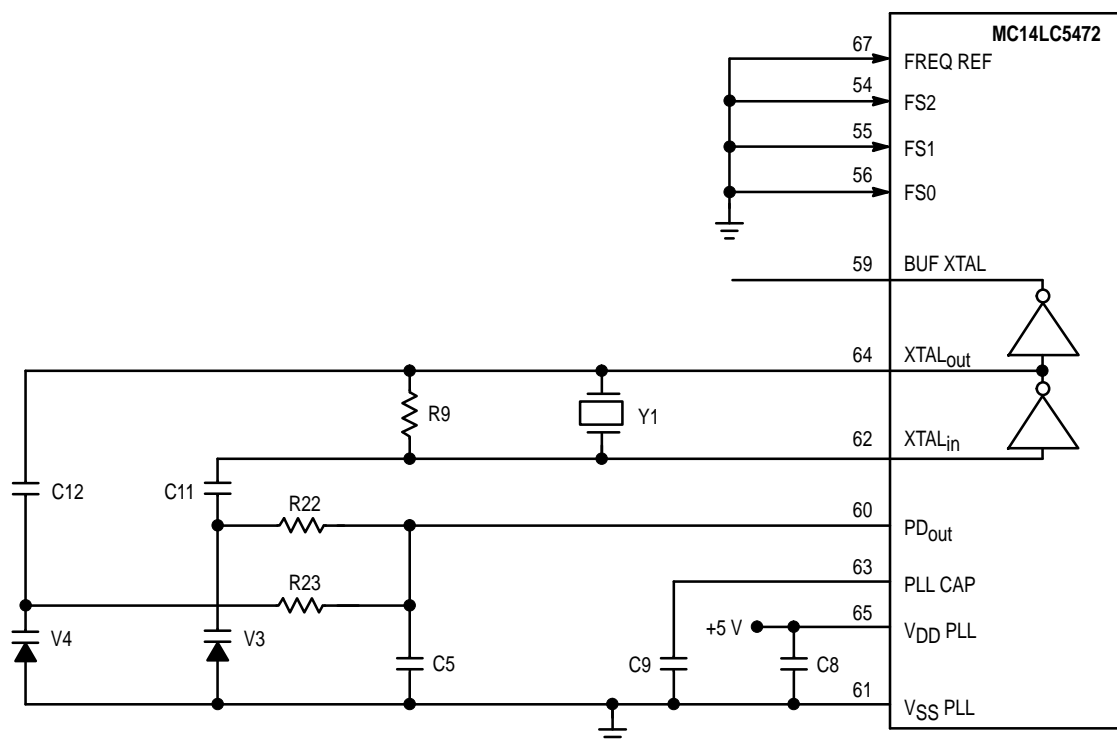 MC14LC5472
67
FREQ REF
54
FS2
55
FS1
56
FS0
59
BUF XTAL
64
XTALout
R9
Y1
62
XTALin
C12
C11
R22
60
PDout
63
PLL CAP
R23
+5 V
65
VDD PLL
V4
V3
C5
C9
C8
61
VSS PLL